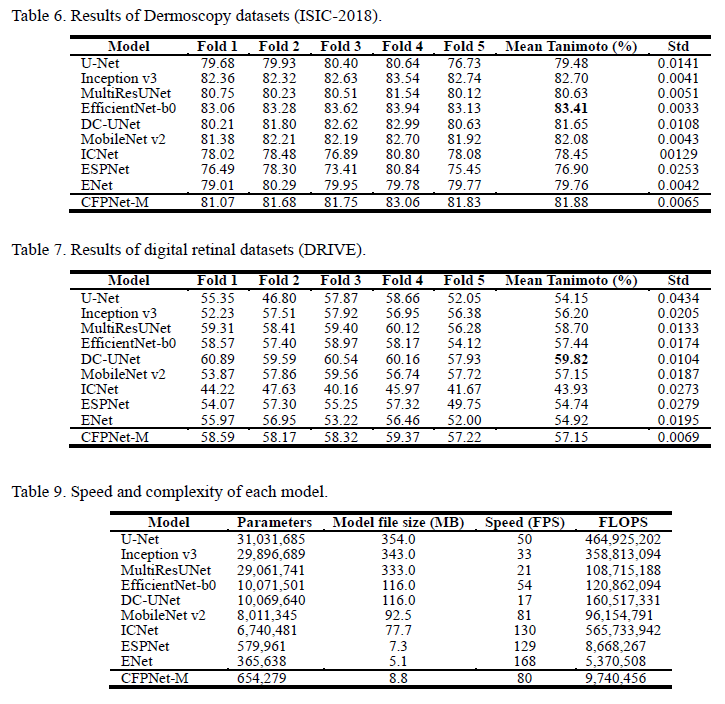 Table 6. Results of Dermoscopy datasets (ISIC-2018).
Model Fold 1 Fold 2 Fold 3 Fold 4 Fold 5 Mean Tanimoto (%) Std
U-Net 79.68 79.93 80.40 80.64 76.73 79.48 0.0141
Inception v3 82.36 82.32 82.63 83.54 82.74 82.70 0.0041
MultiResUNet 80.75 80.23 80.51 81.54 80.12 80.63 0.0051
EfficientNet-b0 83.06 83.28 83.62 83.94 83.13 83.41 0.0033
DC-UNet 80.21 81.80 82.62 82.99 80.63 81.65 0.0108
MobileNet v2 81.38 82.21 82.19 82.70 81.92 82.08 0.0043
ICNet 78.02 78.48 76.89 80.80 78.08 78.45 00129
ESPNet 76.49 78.30 73.41 80.84 75.45 76.90 0.0253
ENet 79.01 80.29 79.95 79.78 79.77 79.76 0.0042
CFPNet-M 81.07 81.68 81.75 83.06 81.83 81.88 0.0065
Table 7. Results of digital retinal datasets (DRIVE).
Model Fold 1 Fold 2 Fold 3 Fold 4 Fold 5 Mean Tanimoto (%) Std
U-Net 55.35 46.80 57.87 58.66 52.05 54.15 0.0434
Inception v3 52.23 57.51 57.92 56.95 56.38 56.20 0.0205
MultiResUNet 59.31 58.41 59.40 60.12 56.28 58.70 0.0133
EfficientNet-b0 58.57 57.40 58.97 58.17 54.12 57.44 0.0174
DC-UNet 60.89 59.59 60.54 60.16 57.93 59.82 0.0104
MobileNet v2 53.87 57.86 59.56 56.74 57.72 57.15 0.0187
ICNet 44.22 47.63 40.16 45.97 41.67 43.93 0.0273
ESPNet 54.07 57.30 55.25 57.32 49.75 54.74 0.0279
ENet 55.97 56.95 53.22 56.46 52.00 54.92 0.0195
CFPNet-M 58.59 58.17 58.32 59.37 57.22 57.15 0.0069
Table 9. Speed and complexity of each model.
Model Parameters Model file size (MB) Speed (FPS) FLOPS
U-Net 31,031,685 354.0 50 464,925,202
Inception v3 29,896,689 343.0 33 358,813,094
MultiResUNet 29,061,741 333.0 21 108,715,188
EfficientNet-b0 10,071,501 116.0 54 120,862,094
DC-UNet 10,069,640 116.0 17 160,517,331
MobileNet v2 8,011,345 92.5 81 96,154,791
ICNet 6,740,481 77.7 130 565,733,942
ESPNet 579,961 7.3 129 8,668,267
ENet 365,638 5.1 168 5,370,508
CFPNet-M 654,279 8.8 80 9,740,456